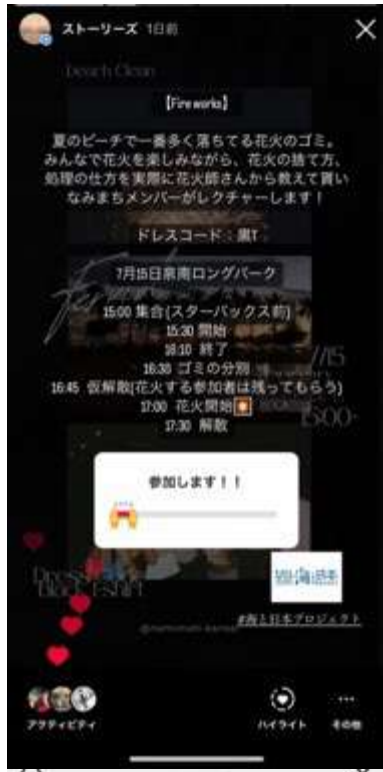 ストーリーズ 1日前
Beach Clean
【Fireworks】
夏のビーチで一番多く落ちてる花火のゴミ。
みんなで花火を楽しみながら、花火の捨て方、
処理の仕方を実際に花火師さんから教えて貰い
なみまちメンバーがレクチャーします！
ドレスコード：黒T
7月15日泉南ロングパーク
15:00 集合(スターバックス前)
15:30 開始
16:10 終了
16:30 ゴミの分別
7/15
16:45 仮解散(花火する参加者は残ってもらう)
17:00 花火開始🎇
15:00-
17:30 解散
参加します！！
Black T-shirt
#海と日本プロジェクト
アクティビティ
ハイライト
その他